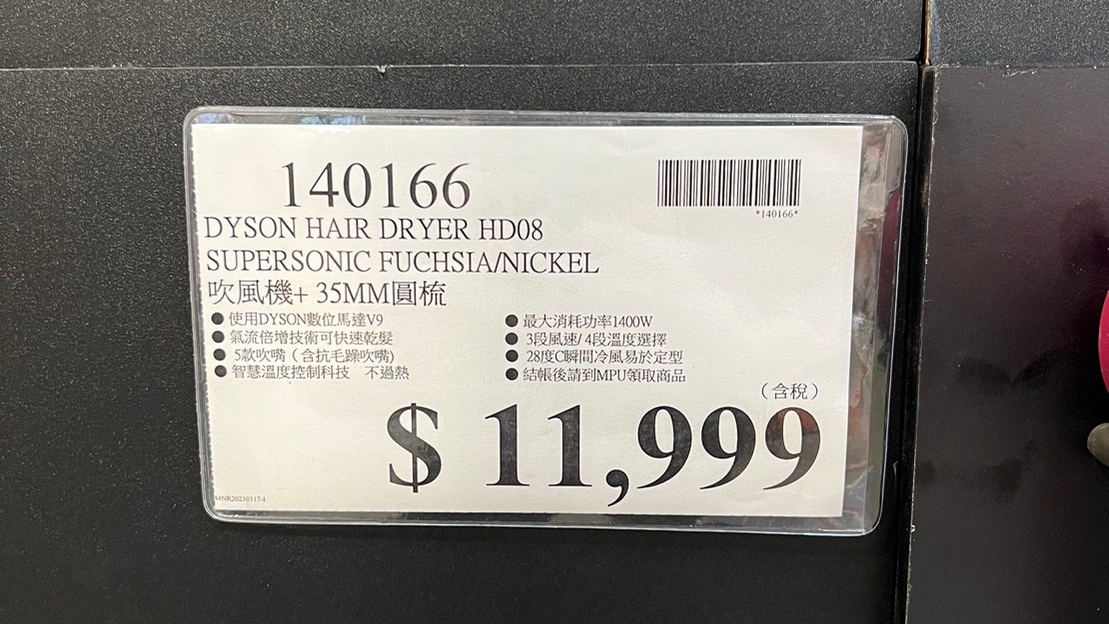 140166
*140166*
DYSON HAIR DRYER HD08
SUPERSONIC FUCHSIA/NICKEL
吹風機+ 35MM圓梳
●使用DYSON數位馬達V9
●氣流倍增技術可快速乾髮
●5款吹嘴（含抗毛躁吹嘴)
●智慧溫度控制科技 不過熱
●最大消耗功率1400W
●3段風速/ 4段溫度選擇
●28度C瞬間冷風易於定型
●結帳後請到MPU領取商品
（含稅）
$ 11,999